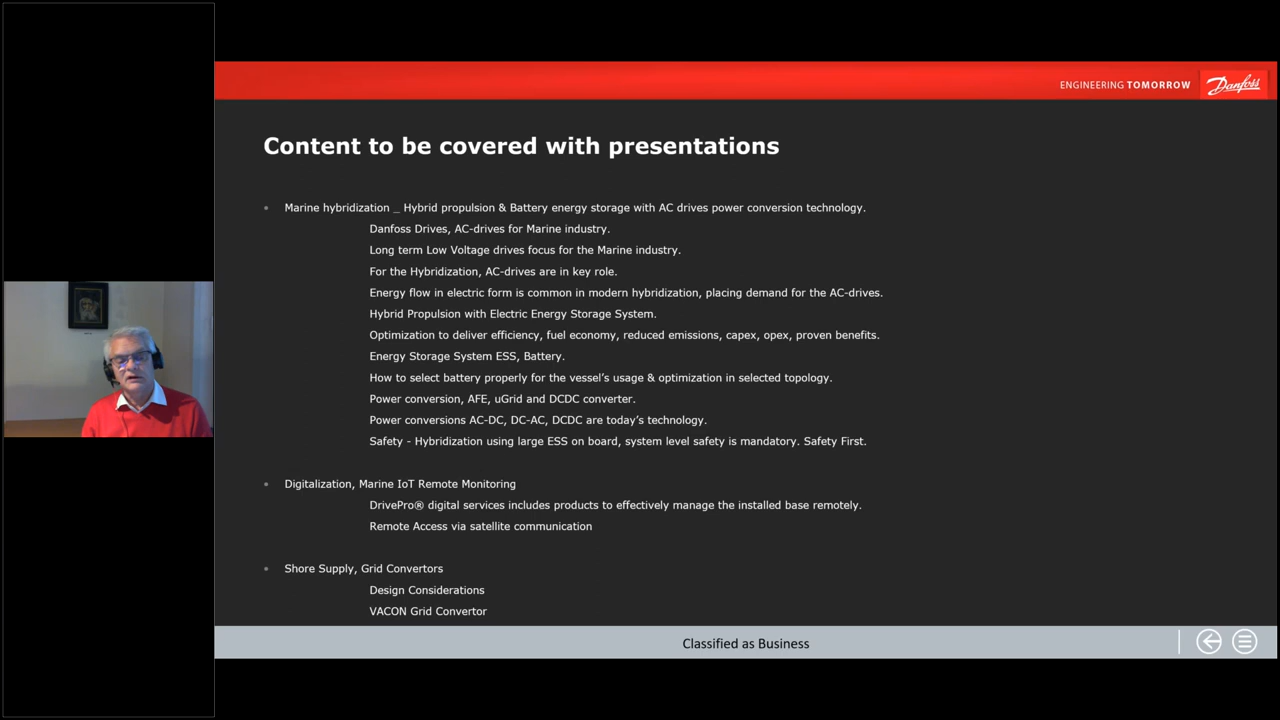 ENGINEERING TOMORROW
Danfoss
Content to be covered with presentations
• Marine hybridization _ Hybrid propulsion & Battery energy storage with AC drives power conversion technology.
Danfoss Drives, AC-drives for Marine industry.
Long term Low Voltage drives focus for the Marine industry.
For the Hybridization, AC-drives are in key role.
Energy flow in electric form is common in modern hybridization, placing demand for the AC-drives.
Hybrid Propulsion with Electric Energy Storage System.
Optimization to deliver efficiency, fuel economy, reduced emissions, capex, opex, proven benefits.
Energy Storage System ESS, Battery.
How to select battery properly for the vessel’s usage & optimization in selected topology.
Power conversion, AFE, uGrid and DCDC converter.
Power conversions AC-DC, DC-AC, DCDC are today’s technology.
Safety - Hybridization using large ESS on board, system level safety is mandatory. Safety First.
• Digitalization, Marine IoT Remote Monitoring
DrivePro® digital services includes products to effectively manage the installed base remotely.
Remote Access via satellite communication
• Shore Supply, Grid Convertors
Design Considerations
VACON Grid Convertor
Classified as Business